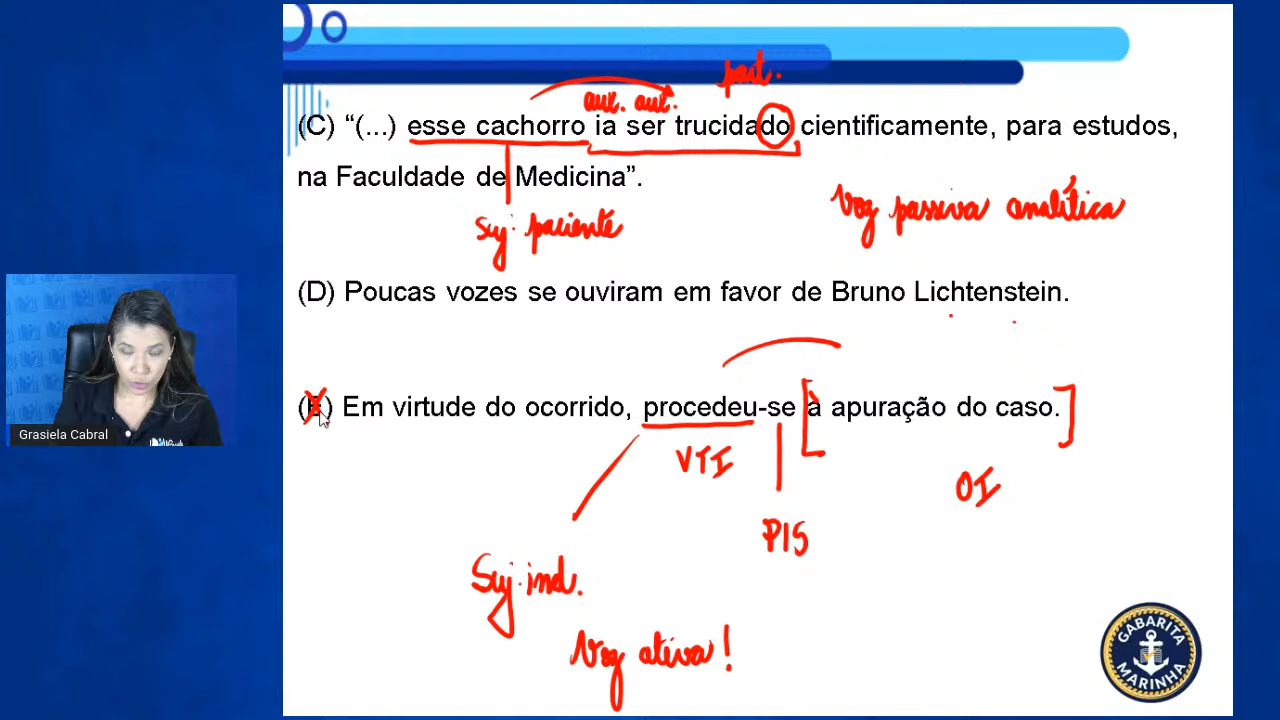 part.
aux. aux.
(C) “(...) esse cachorro ia ser trucidado cientificamente, para estudos,
na Faculdade de Medicina”.
Voz passiva analítica
Suj. paciente
(D) Poucas vozes se ouviram em favor de Bruno Lichtenstein.
(E) Em virtude do ocorrido, procedeu-se à apuração do caso.
Grasiela Cabral
VTI
OI
PIS
Suj. ind.
Voz ativa!
GABARITA
MARINHA